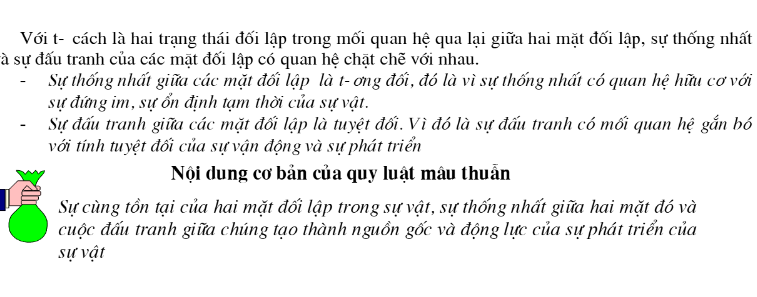 Với t- cách là hai trạng thái đối lập trong mối quan hệ qua lại giữa hai mặt đối lập, sự thống nhất
à sự đấu tranh của các mặt đối lập có quan hệ chặt chẽ với nhau.
- Sự thống nhất giữa các mặt đối lập là t- ơng đối, đó là vì sự thống nhất có quan hệ hữu cơ với
sự đứng im, sự ổn định tạm thời của sự vật.
- Sự đấu tranh giữa các mặt đối lập là tuyệt đối. Vì đó là sự đấu tranh có mối quan hệ gắn bó
với tính tuyệt đối của sự vận động và sự phát triển
Nội dung cơ bản của quy luật mâu thuẫn
Sự cùng tồn tại của hai mặt đối lập trong sự vật, sự thống nhất giữa hai mặt đó và
cuộc đấu tranh giữa chúng tạo thành nguồn gốc và động lực của sự phát triển của
sự vật